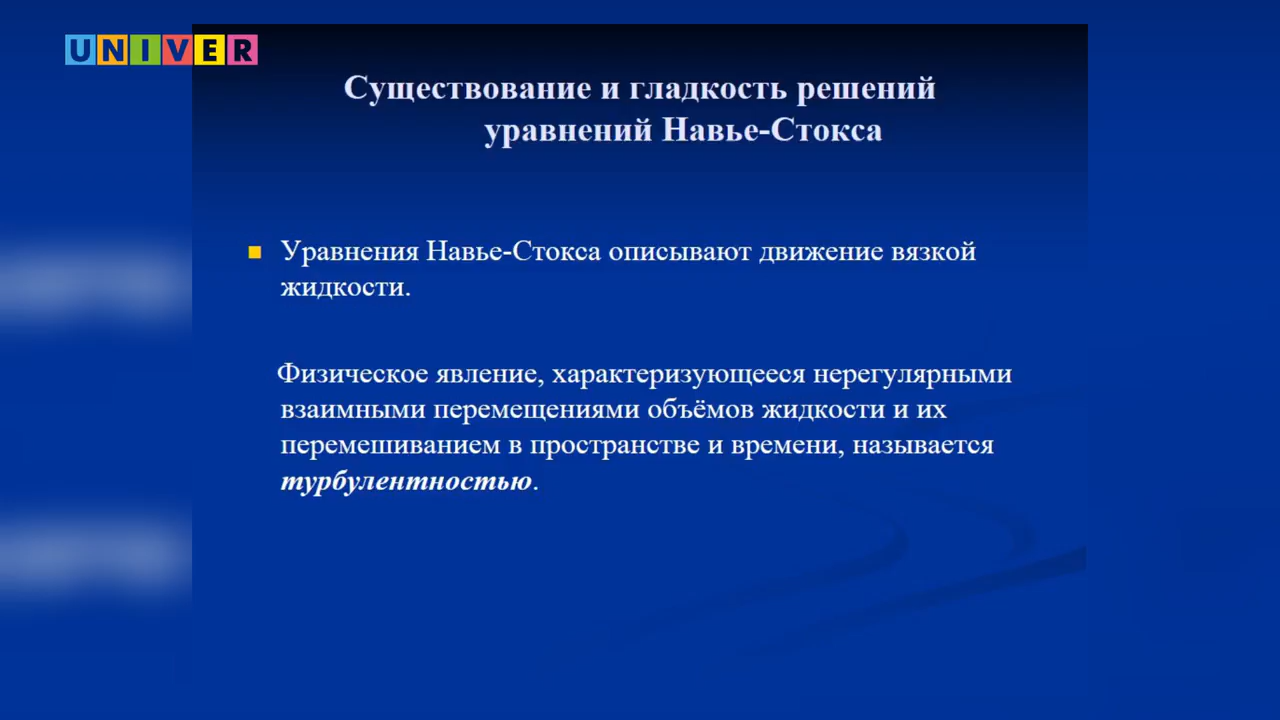 UNIVER
Существование и гладкость решений
уравнений Навье-Стокса
Уравнения Навье-Стокса описывают движение вязкой
жидкости.
Физическое явление, характеризующееся нерегулярными
взаимными перемещениями объёмов жидкости и их
перемешиванием в пространстве и времени, называется
турбулентностью.